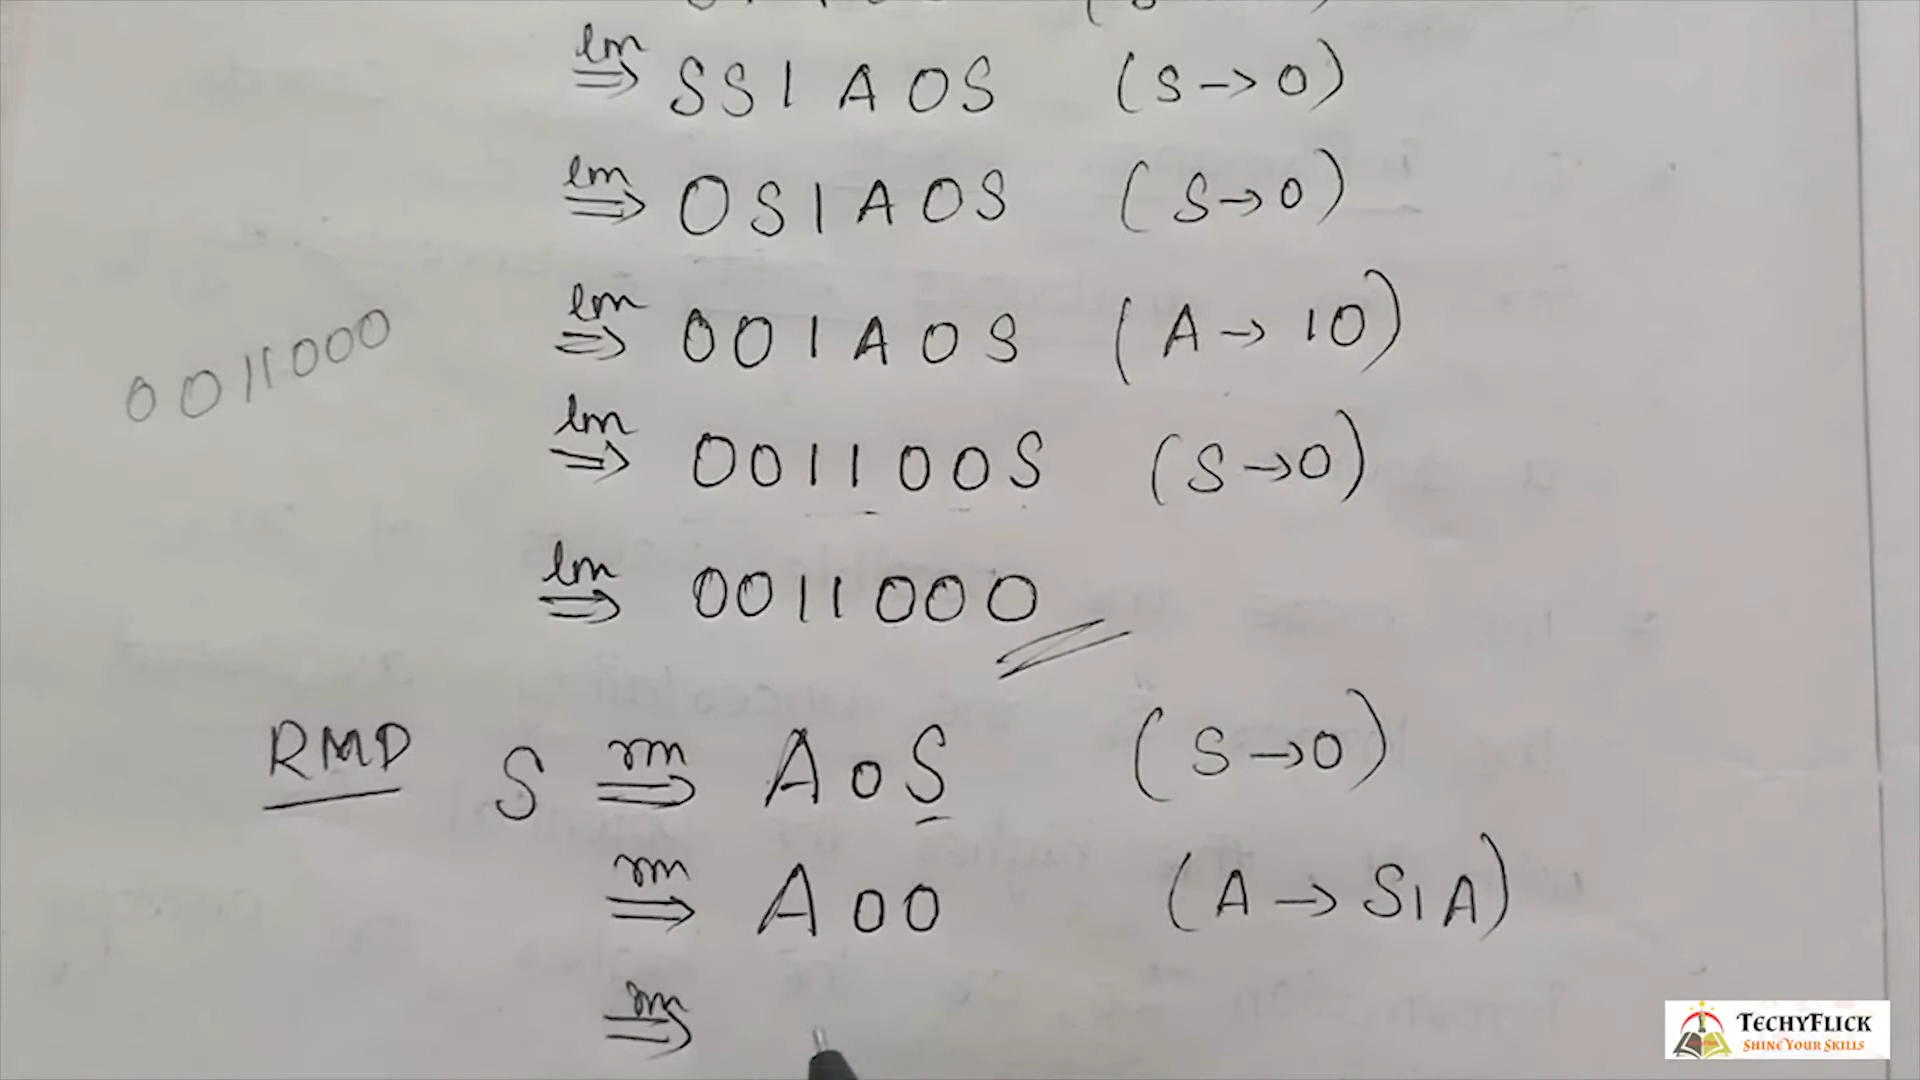 lm ⇒ SS1A0S (S→0)
lm ⇒ 0S1A0S (S→0)
lm ⇒ 001A0S (A→10)
0011000
lm ⇒ 001100S (S→0)
lm ⇒ 0011000
RMD S rm ⇒ A0S (S→0)
rm ⇒ A00 (A→S1A)
rm ⇒
TECHYFLICK
SHINE YOUR SKILLS